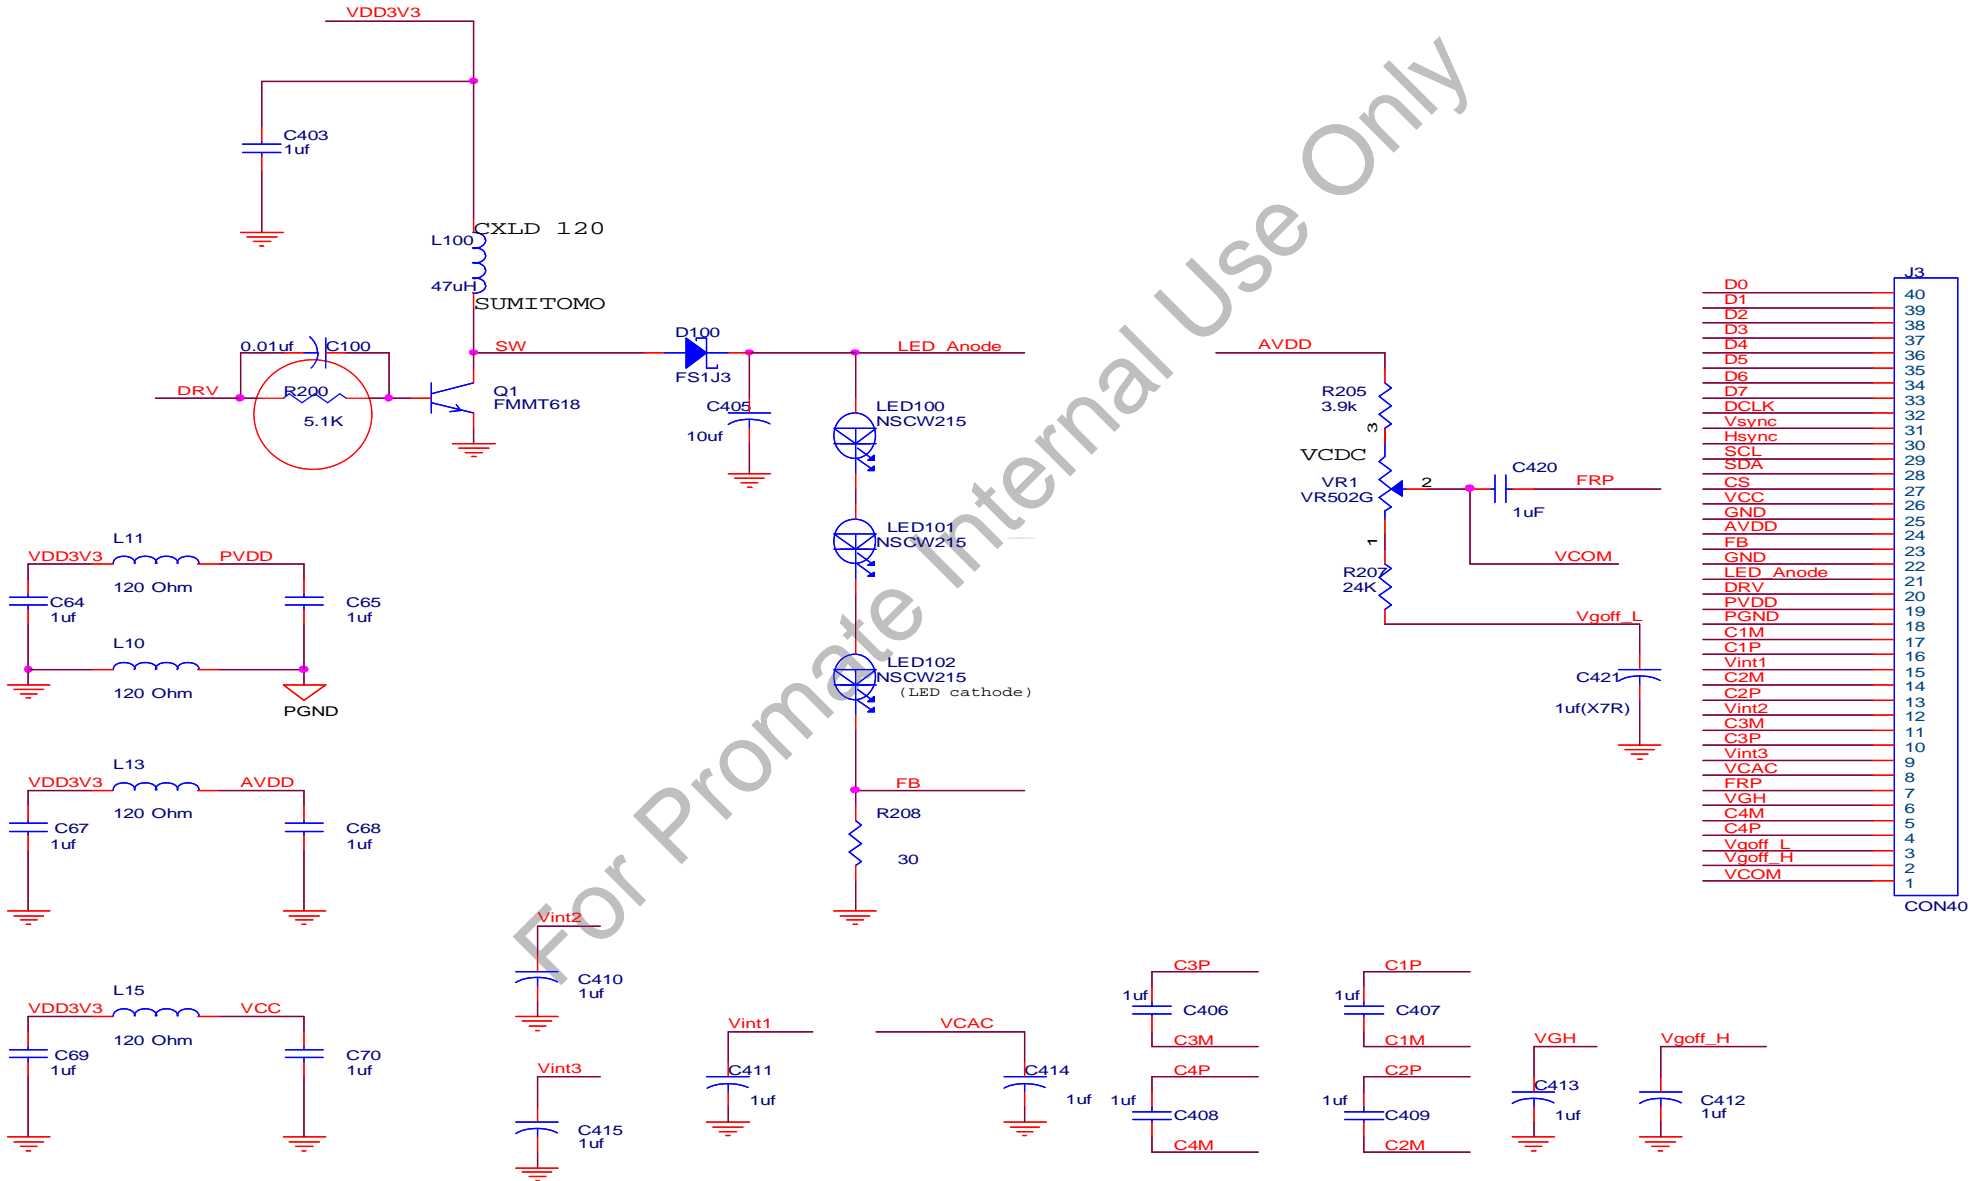 VDD3V3
C403
1uf
CXLD 120
L100
47uH
SUMITOMO
0.01uf C100
DRV
R200
5.1K
SW
Q1
FMMT618
D100
1
FS1J3
LED_Anode
C405
10uf
LED100
NSCW215
LED101
NSCW215
LED102
NSCW215
(LED cathode)
FB
R208
30
AVDD
R205
3.9k
3
VCDC
VR1
VR502G
2
1
C420
1uF
FRP
VCOM
R207
24K
Vgoff_L
C421
1uf(X7R)
VDD3V3
L11
PVDD
120 Ohm
C64
1uf
C65
1uf
L10
120 Ohm
PGND
VDD3V3
L13
AVDD
120 Ohm
C67
1uf
C68
1uf
VDD3V3
L15
VCC
120 Ohm
C69
1uf
C70
1uf
Vint2
C410
1uf
Vint3
C415
1uf
Vint1
C411
1uf
VCAC
C414
1uf
C3P
1uf
C406
C3M
C4P
1uf
C408
C4M
C1P
1uf
C407
C1M
C2P
1uf
C409
C2M
VGH
C413
1uf
Vgoff_H
C412
1uf
J3
D0 40
D1 39
D2 38
D3 37
D4 36
D5 35
D6 34
D7 33
DCLK 32
Vsync 31
Hsync 30
SCL 29
SDA 28
CS 27
VCC 26
GND 25
AVDD 24
FB 23
GND 22
LED_Anode 21
DRV 20
PVDD 19
PGND 18
C1M 17
C1P 16
Vint1 15
C2M 14
C2P 13
Vint2 12
C3M 11
C3P 10
Vint3 9
VCAC 8
FRP 7
VGH 6
C4M 5
C4P 4
Vgoff_L 3
Vgoff_H 2
VCOM 1
CON40
For Promate Internal Use Only